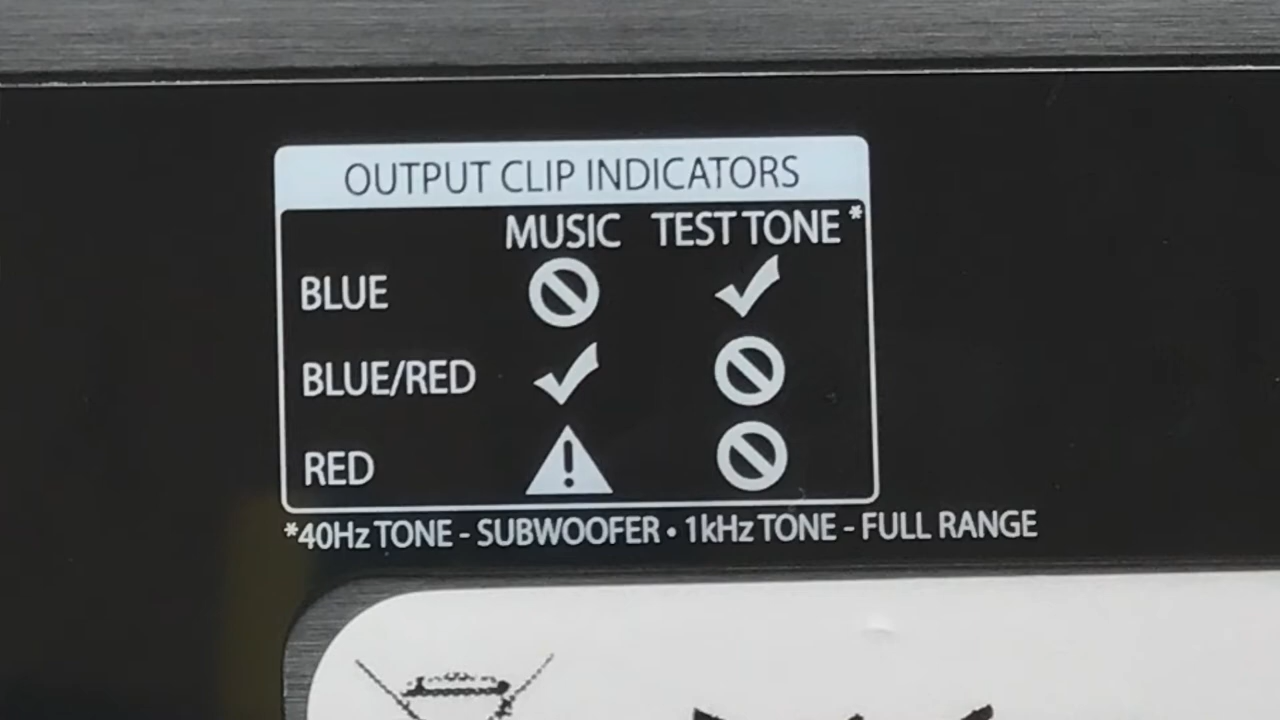 OUTPUT CLIP INDICATORS
MUSIC TEST TONE*
BLUE
BLUE/RED
RED
*40Hz TONE - SUBWOOFER • 1kHz TONE - FULL RANGE